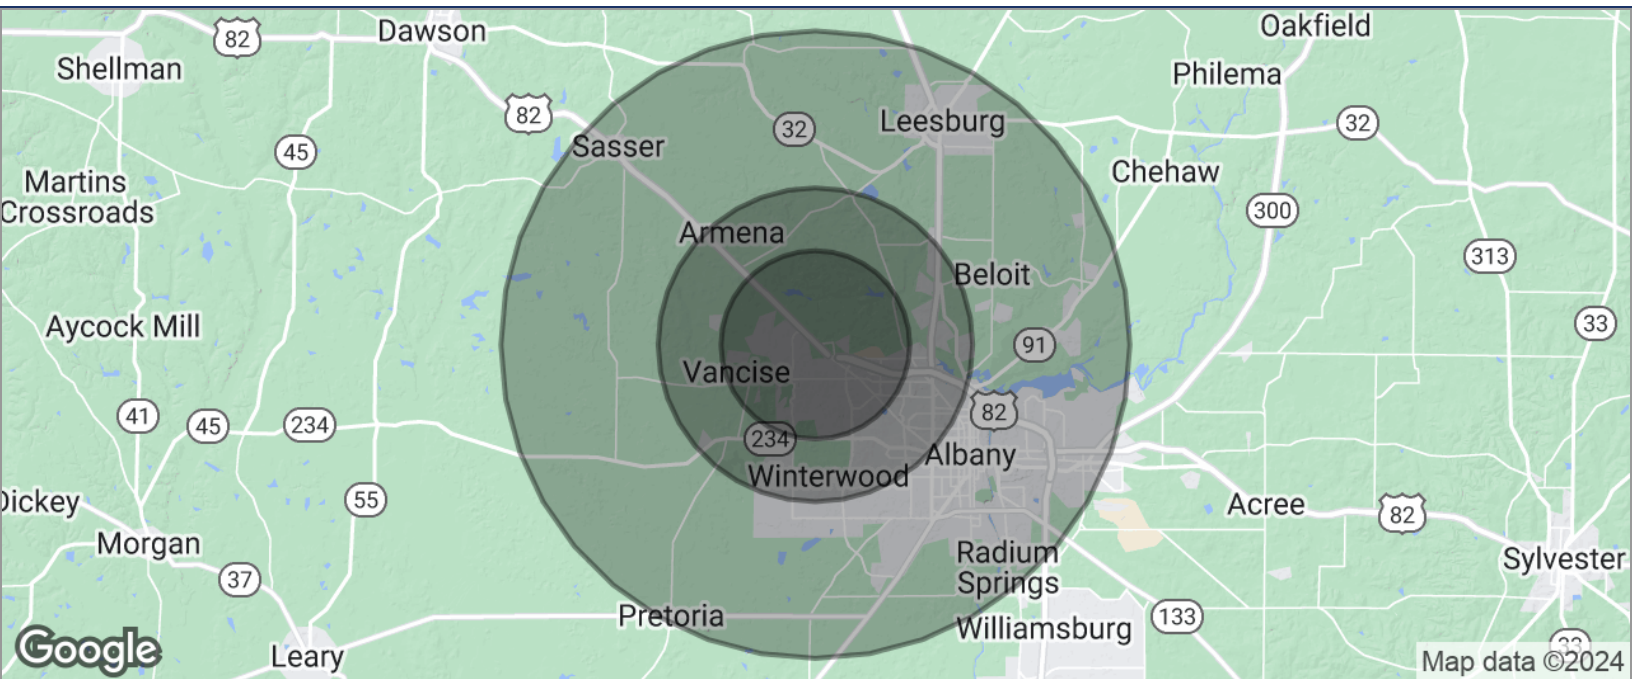 Oakfield
Dawson
82
Shellman
Philema
82
32
Leesburg
32
45
Sasser
Chehaw
Martins
Crossroads
300
Armena
313
Beloit
Aycock Mill
33
91
Vancise
41
45
234
82
234
Albany
Winterwood
Dickey
55
Acree
82
Morgan
Radium
Springs
Sylvester
37
Pretoria
133
Williamsburg
33
Google
Leary
Map data ©2024